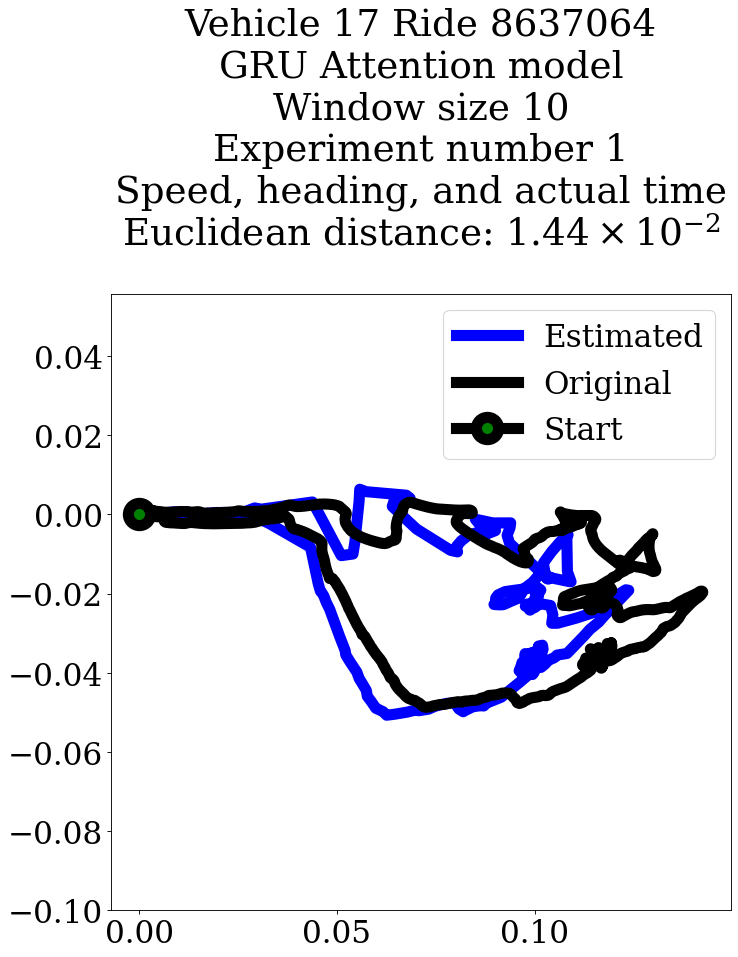 Vehicle 17 Ride 8637064
GRU Attention model
Window size 10
Experiment number 1
Speed, heading, and actual time
Euclidean distance: 1.44 × 10⁻²
Estimated
Original
Start
0.04
0.02
0.00
−0.02
−0.04
−0.06
−0.08
−0.10
0.00 0.05 0.10